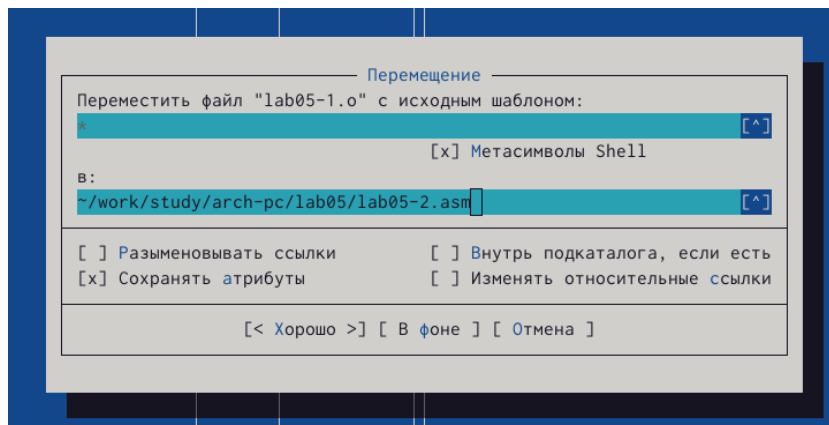 Перемещение
Переместить файл "lab05-1.o" с исходным шаблоном:
* [^]
[x] Метасимволы Shell
в:
~/work/study/arch-pc/lab05/lab05-2.asm [^]
[ ] Разыменовывать ссылки [ ] Внутрь подкаталога, если есть
[x] Сохранять атрибуты [ ] Изменять относительные ссылки
[< Хорошо >] [ В фоне ] [ Отмена ]